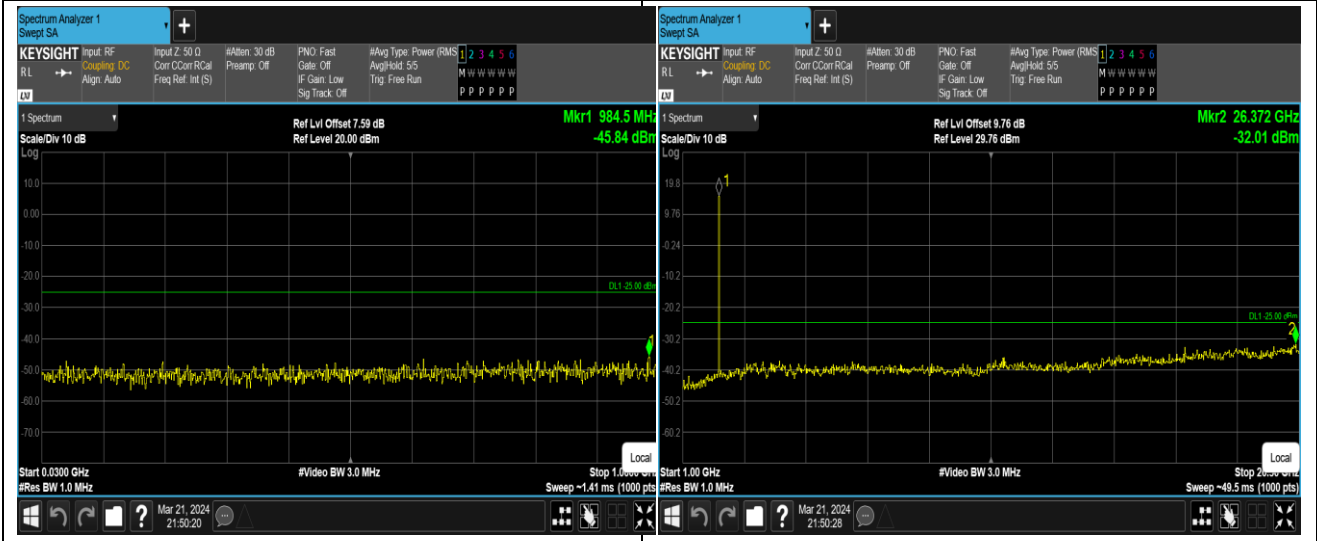 Spectrum Analyzer 1
Swept SA
+
KEYSIGHT Input: RF Input Z: 50 Ω #Atten: 30 dB PNO: Fast #Avg Type: Power (RMS 1 2 3 4 5 6
RL Coupling: DC Corr CCorr RCal Preamp: Off Gate: Off Avg|Hold: 5/5 M W W W W W
Align: Auto Freq Ref: Int (S) IF Gain: Low Trig: Free Run
Sig Track: Off P P P P P P
LXI
1 Spectrum
Ref Lvl Offset 7.59 dB
Mkr1 984.5 MHz
Scale/Div 10 dB
Ref Level 20.00 dBm
-45.84 dBm
Log
10.0
0.00
-10.0
-20.0
DL1 -25.00 dBm
-30.0
-40.0
1
-50.0
-60.0
-70.0
Local
Start 0.0300 GHz
#Video BW 3.0 MHz
#Res BW 1.0 MHz
Sweep ~1.41 ms (1000 pts)
?
Mar 21, 2024
21:50:20
Spectrum Analyzer 1
Swept SA
+
KEYSIGHT Input: RF Input Z: 50 Ω #Atten: 30 dB PNO: Fast #Avg Type: Power (RMS 1 2 3 4 5 6
RL Coupling: DC Corr CCorr RCal Preamp: Off Gate: Off Avg|Hold: 5/5 M W W W W W
Align: Auto Freq Ref: Int (S) IF Gain: Low Trig: Free Run
Sig Track: Off P P P P P P
LXI
1 Spectrum
Ref Lvl Offset 9.76 dB
Mkr2 26.372 GHz
Scale/Div 10 dB
Ref Level 29.76 dBm
-32.01 dBm
Log
19.8
1
9.76
-0.24
-10.2
-20.2
DL1 -25.00 dBm
2
-30.2
-40.2
-50.2
-60.2
Local
Start 1.00 GHz
#Video BW 3.0 MHz
#Res BW 1.0 MHz
Sweep ~49.5 ms (1000 pts)
?
Mar 21, 2024
21:50:28